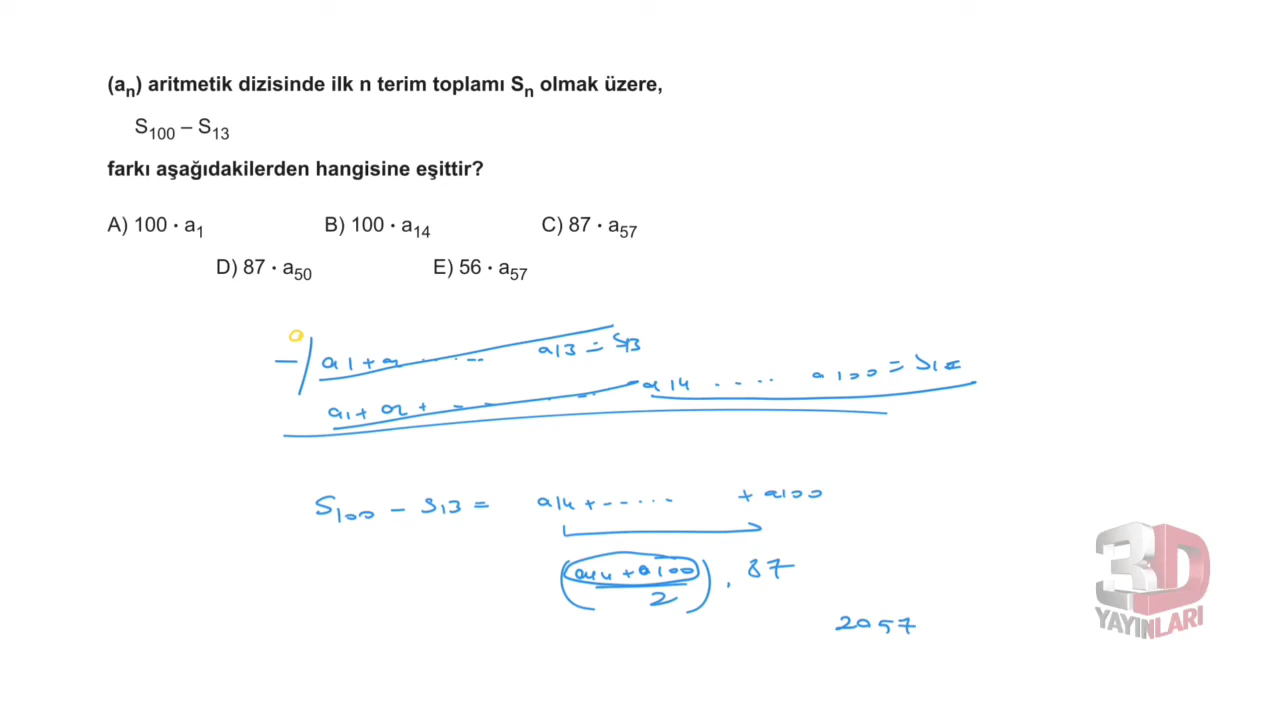 (aₙ) aritmetik dizisinde ilk n terim toplamı Sₙ olmak üzere,
S₁₀₀ – S₁₃
farkı aşağıdakilerden hangisine eşittir?
A) 100 · a₁ B) 100 · a₁₄ C) 87 · a₅₇
D) 87 · a₅₀ E) 56 · a₅₇
a1 + a ..... a13 = S13
a1 + a2 + - - - ... a14 ..... a100 = S100
S100 - S13 = a14 + ...... + a100
(a14 + a100 / 2) . 87
2a57
3D
YAYINLARI